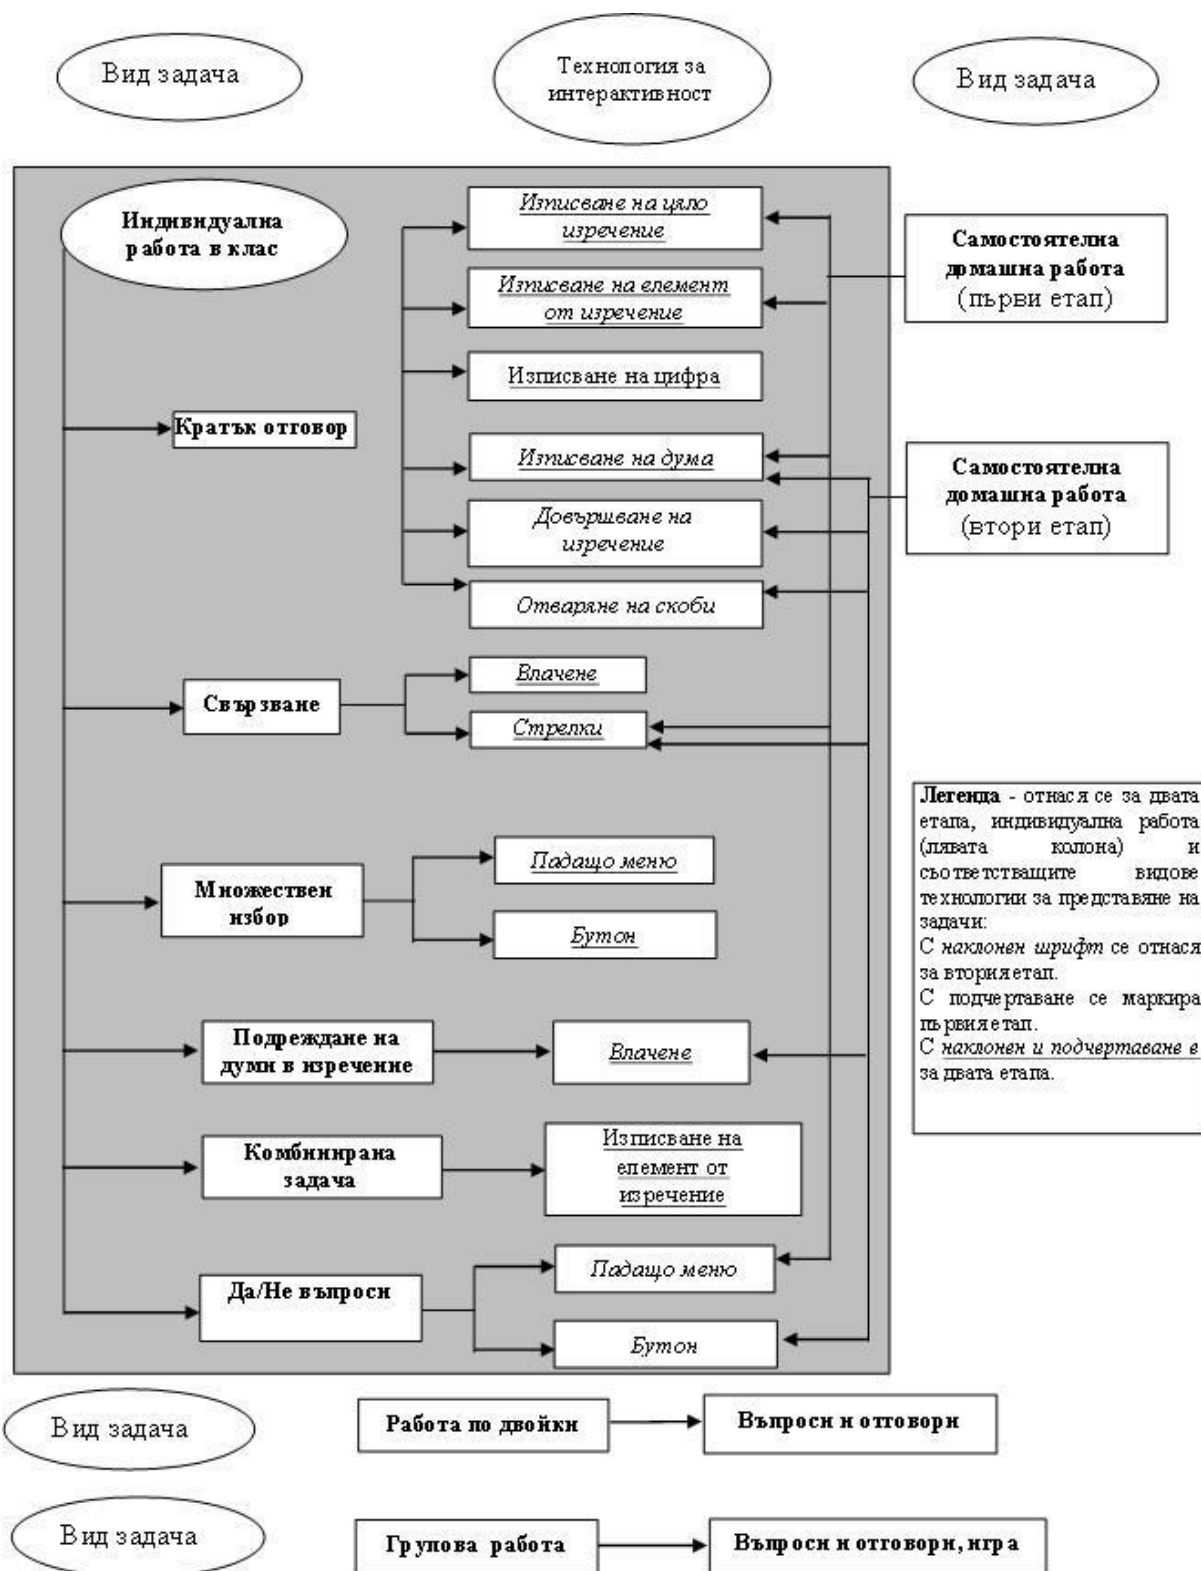 Вид задача
Технология за
интерактивност
Вид задача
Индивидуална
работа в клас
Изписване на цяло
изречение
Изписване на елемент
от изречение
Изписване на цифра
Кратък отговор
Изписване на дума
Довършване на
изречение
Отваряне на скоби
Самостоятелна
домашна работа
(първи етап)
Самостоятелна
домашна работа
(втори етап)
Свързване
Влачене
Стрелки
Множествен
избор
Падащо меню
Бутон
Легенда - отнася се за двата
етапа, индивидуална работа
(лявата колона) и
съответстващите видове
технологии за представяне на
задачи:
С наклонен шрифт се отнася
за втория етап.
С подчертаване се маркира
първия етап.
С наклонен и подчертаване е
за двата етапа.
Подреждане на
думи в изречение
Влачене
Комбинирана
задача
Изписване на
елемент от
изречение
Да/Не въпроси
Падащо меню
Бутон
Вид задача
Работа по двойки
Въпроси и отговори
Вид задача
Групова работа
Въпроси и отговори, игра